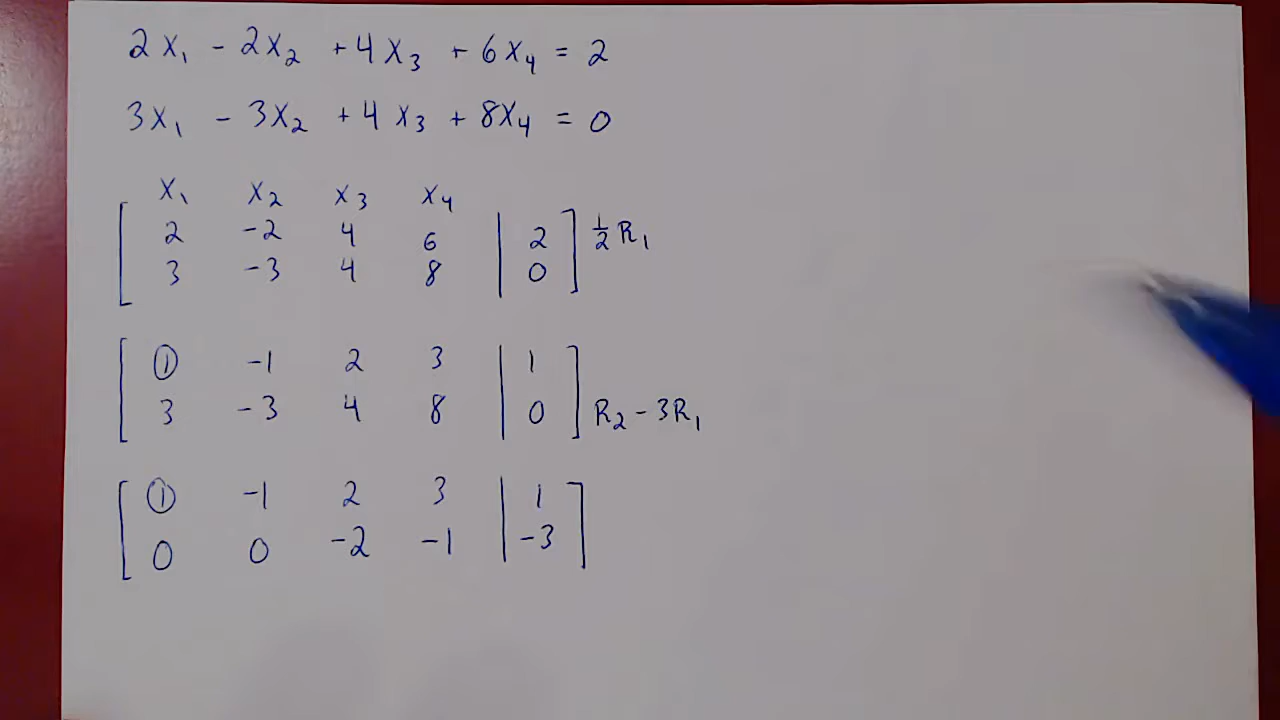 2x₁ - 2x₂ + 4x₃ + 6x₄ = 2
3x₁ - 3x₂ + 4x₃ + 8x₄ = 0
x₁ x₂ x₃ x₄
[ 2 -2 4 6 | 2 ] ½R₁
[ 3 -3 4 8 | 0 ]
[ ① -1 2 3 | 1 ]
[ 3 -3 4 8 | 0 ] R₂ - 3R₁
[ ① -1 2 3 | 1 ]
[ 0 0 -2 -1 | -3 ]